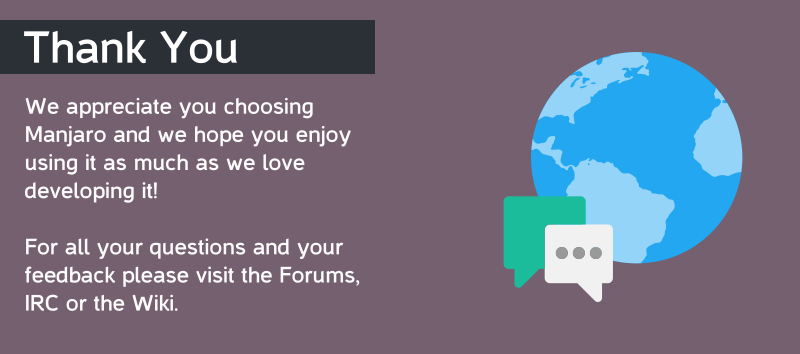 Thank You
We appreciate you choosing
Manjaro and we hope you enjoy
using it as much as we love
developing it!
For all your questions and your
feedback please visit the Forums,
IRC or the Wiki.